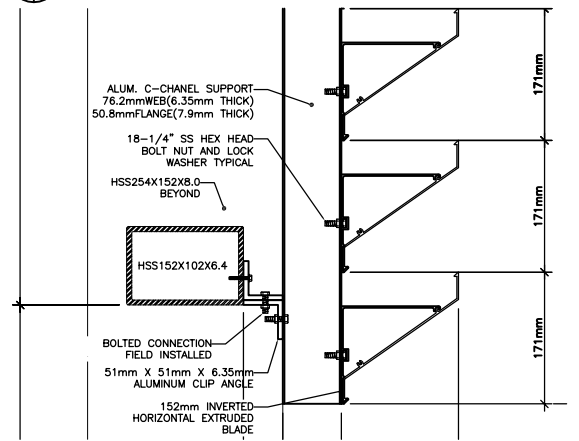 ALUM. C-CHANEL SUPPORT
76.2mmWEB(6.35mm THICK)
50.8mmFLANGE(7.9mm THICK)
18-1/4" SS HEX HEAD
BOLT NUT AND LOCK
WASHER TYPICAL
HSS254X152X8.0
BEYOND
HSS152X102X6.4
BOLTED CONNECTION
FIELD INSTALLED
51mm X 51mm X 6.35mm
ALUMINUM CLIP ANGLE
152mm INVERTED
HORIZONTAL EXTRUDED
BLADE
171mm
171mm
171mm